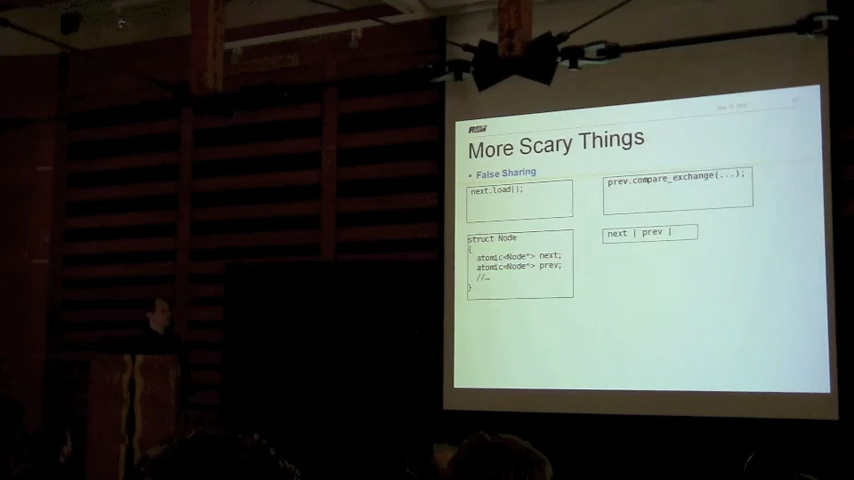 More Scary Things
• False Sharing
next.load();
prev.compare_exchange(...);
struct Node
{
atomic<Node*> next;
atomic<Node*> prev;
//…
}
next | prev |